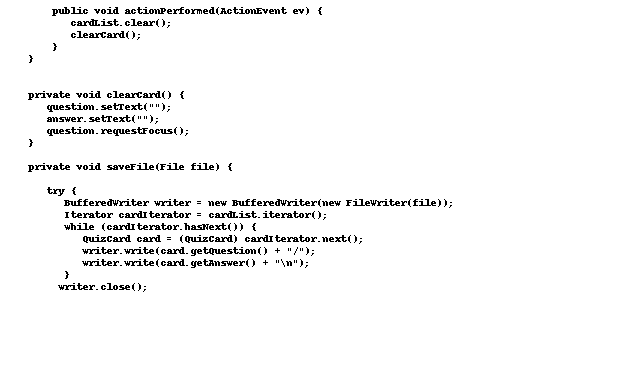 public void actionPerformed(ActionEvent ev) {
cardList.clear();
clearCard();
}
}
private void clearCard() {
question.setText("");
answer.setText("");
question.requestFocus();
}
private void saveFile(File file) {
try {
BufferedWriter writer = new BufferedWriter(new FileWriter(file));
Iterator cardIterator = cardList.iterator();
while (cardIterator.hasNext()) {
QuizCard card = (QuizCard) cardIterator.next();
writer.write(card.getQuestion() + "/");
writer.write(card.getAnswer() + "\n");
}
writer.close();